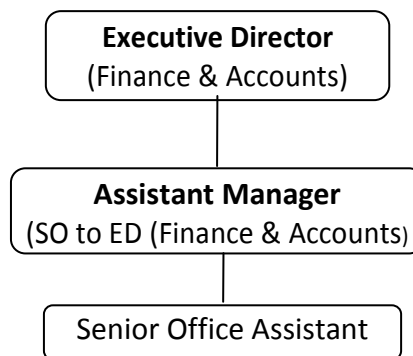 Executive Director
(Finance & Accounts)
Assistant Manager
(SO to ED (Finance & Accounts)
Senior Office Assistant